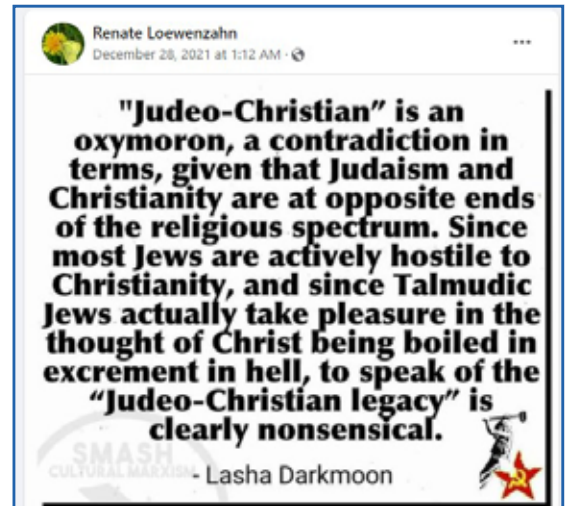 Renate Loewenzahn
December 28, 2021 at 1:12 AM ·
"Judeo-Christian" is an
oxymoron, a contradiction in
terms, given that Judaism and
Christianity are at opposite ends
of the religious spectrum. Since
most Jews are actively hostile to
Christianity, and since Talmudic
Jews actually take pleasure in the
thought of Christ being boiled in
excrement in hell, to speak of the
“Judeo-Christian legacy” is
clearly nonsensical.
SMASH
CULTURAL MARXISM
- Lasha Darkmoon